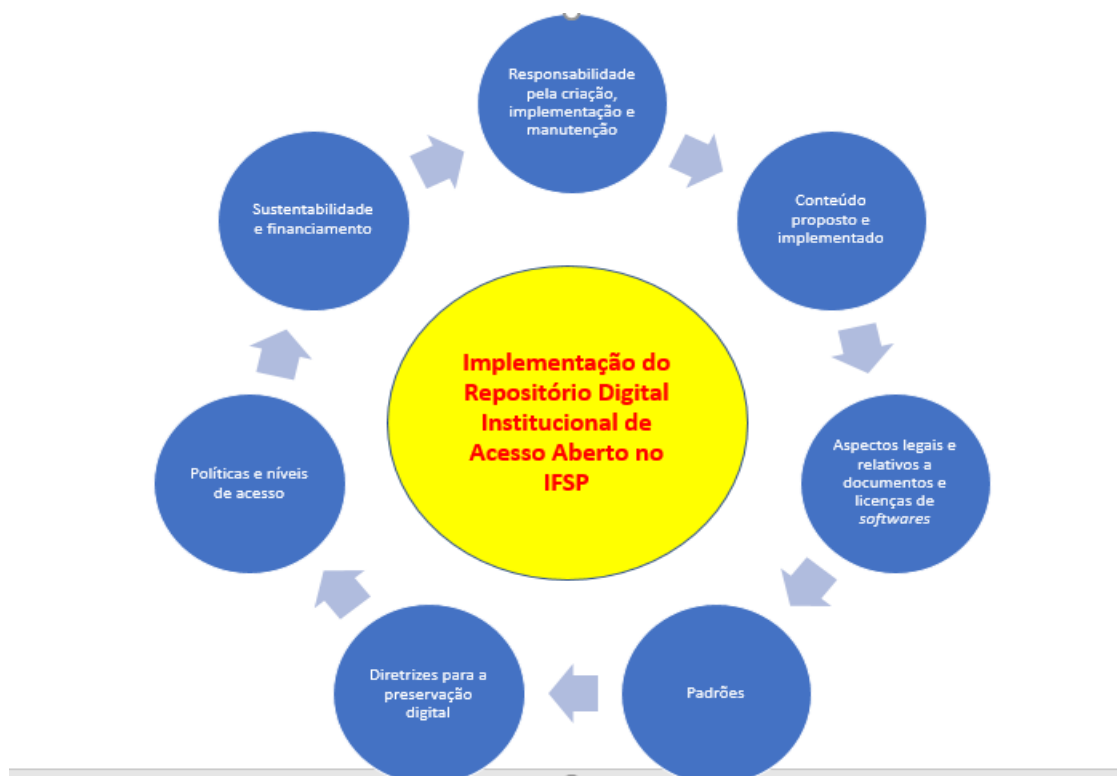 Responsabilidade
pela criação,
implementação e
manutenção
Conteúdo
proposto e
implementado
Aspectos legais e
relativos a
documentos e
licenças de
softwares
Padrões
Diretrizes para a
preservação
digital
Políticas e níveis
de acesso
Sustentabilidade
e financiamento
Implementação do
Repositório Digital
Institucional de
Acesso Aberto no
IFSP